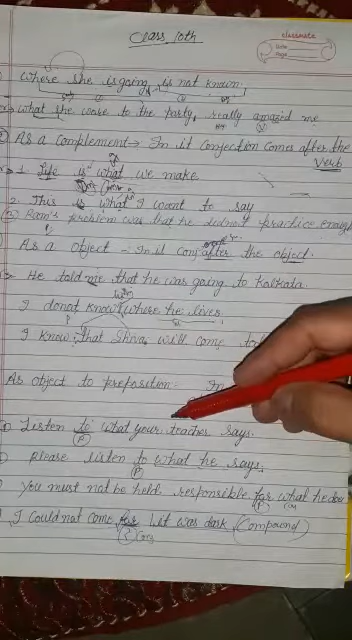 Class 10th
classmate
Date
Page
Where she is going is not known.
What she wore to the party, really amazed me
(S) (V)
As a complement → In it conjection comes after the Verb
1. Life is what we make
2. This is what I want to say
Ram's problem was that he didnot practice enough
As a object - In it conj after the object.
He told me that he was going to Kolkata.
I donot know where he lives.
I know that Shiva will come
As object to preposition: In
Listen to what your teacher says.
(P)
Please listen to what he says.
(P)
You must not be held responsible for what he does
(P)
I Could not come for it was dark (Compound)